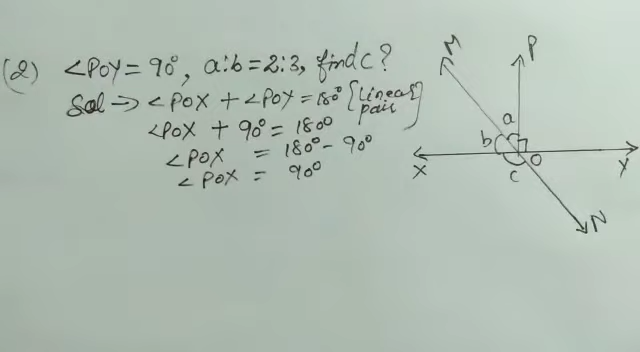 (2) ∠POY = 90°, a:b = 2:3, find c?
Sol → ∠POX + ∠POY = 180° {Linear pair}
∠POX + 90° = 180°
∠POX = 180° - 90°
∠POX = 90°
M
P
a
b
O
X
C
Y
N